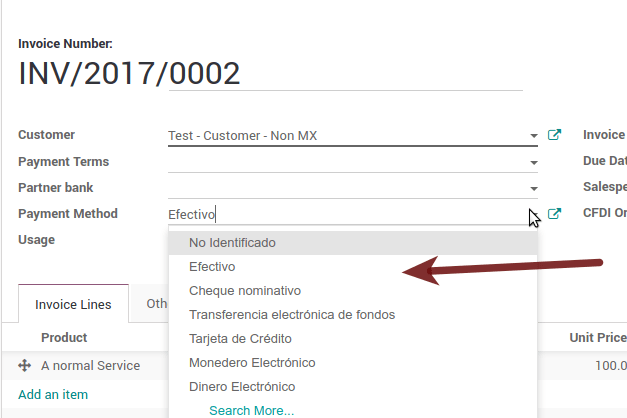 Invoice Number:
INV/2017/0002
Customer Test - Customer - Non MX Invoice
Payment Terms Due Dat
Partner bank Salespe
Payment Method Efectivo CFDI Or
Usage
No Identificado
Efectivo
Cheque nominativo
Transferencia electrónica de fondos
Tarjeta de Crédito
Monedero Electrónico
Dinero Electrónico
Search More...
Invoice Lines Oth
Product Unit Price
A normal Service 100.0
Add an item